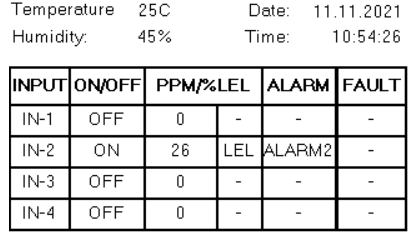 Temperature 25C Date: 11.11.2021
Humidity: 45% Time: 10:54:26
INPUT ON/OFF PPM/%LEL ALARM FAULT
IN-1 OFF 0 - - -
IN-2 ON 26 LEL ALARM2 -
IN-3 OFF 0 - - -
IN-4 OFF 0 - - -